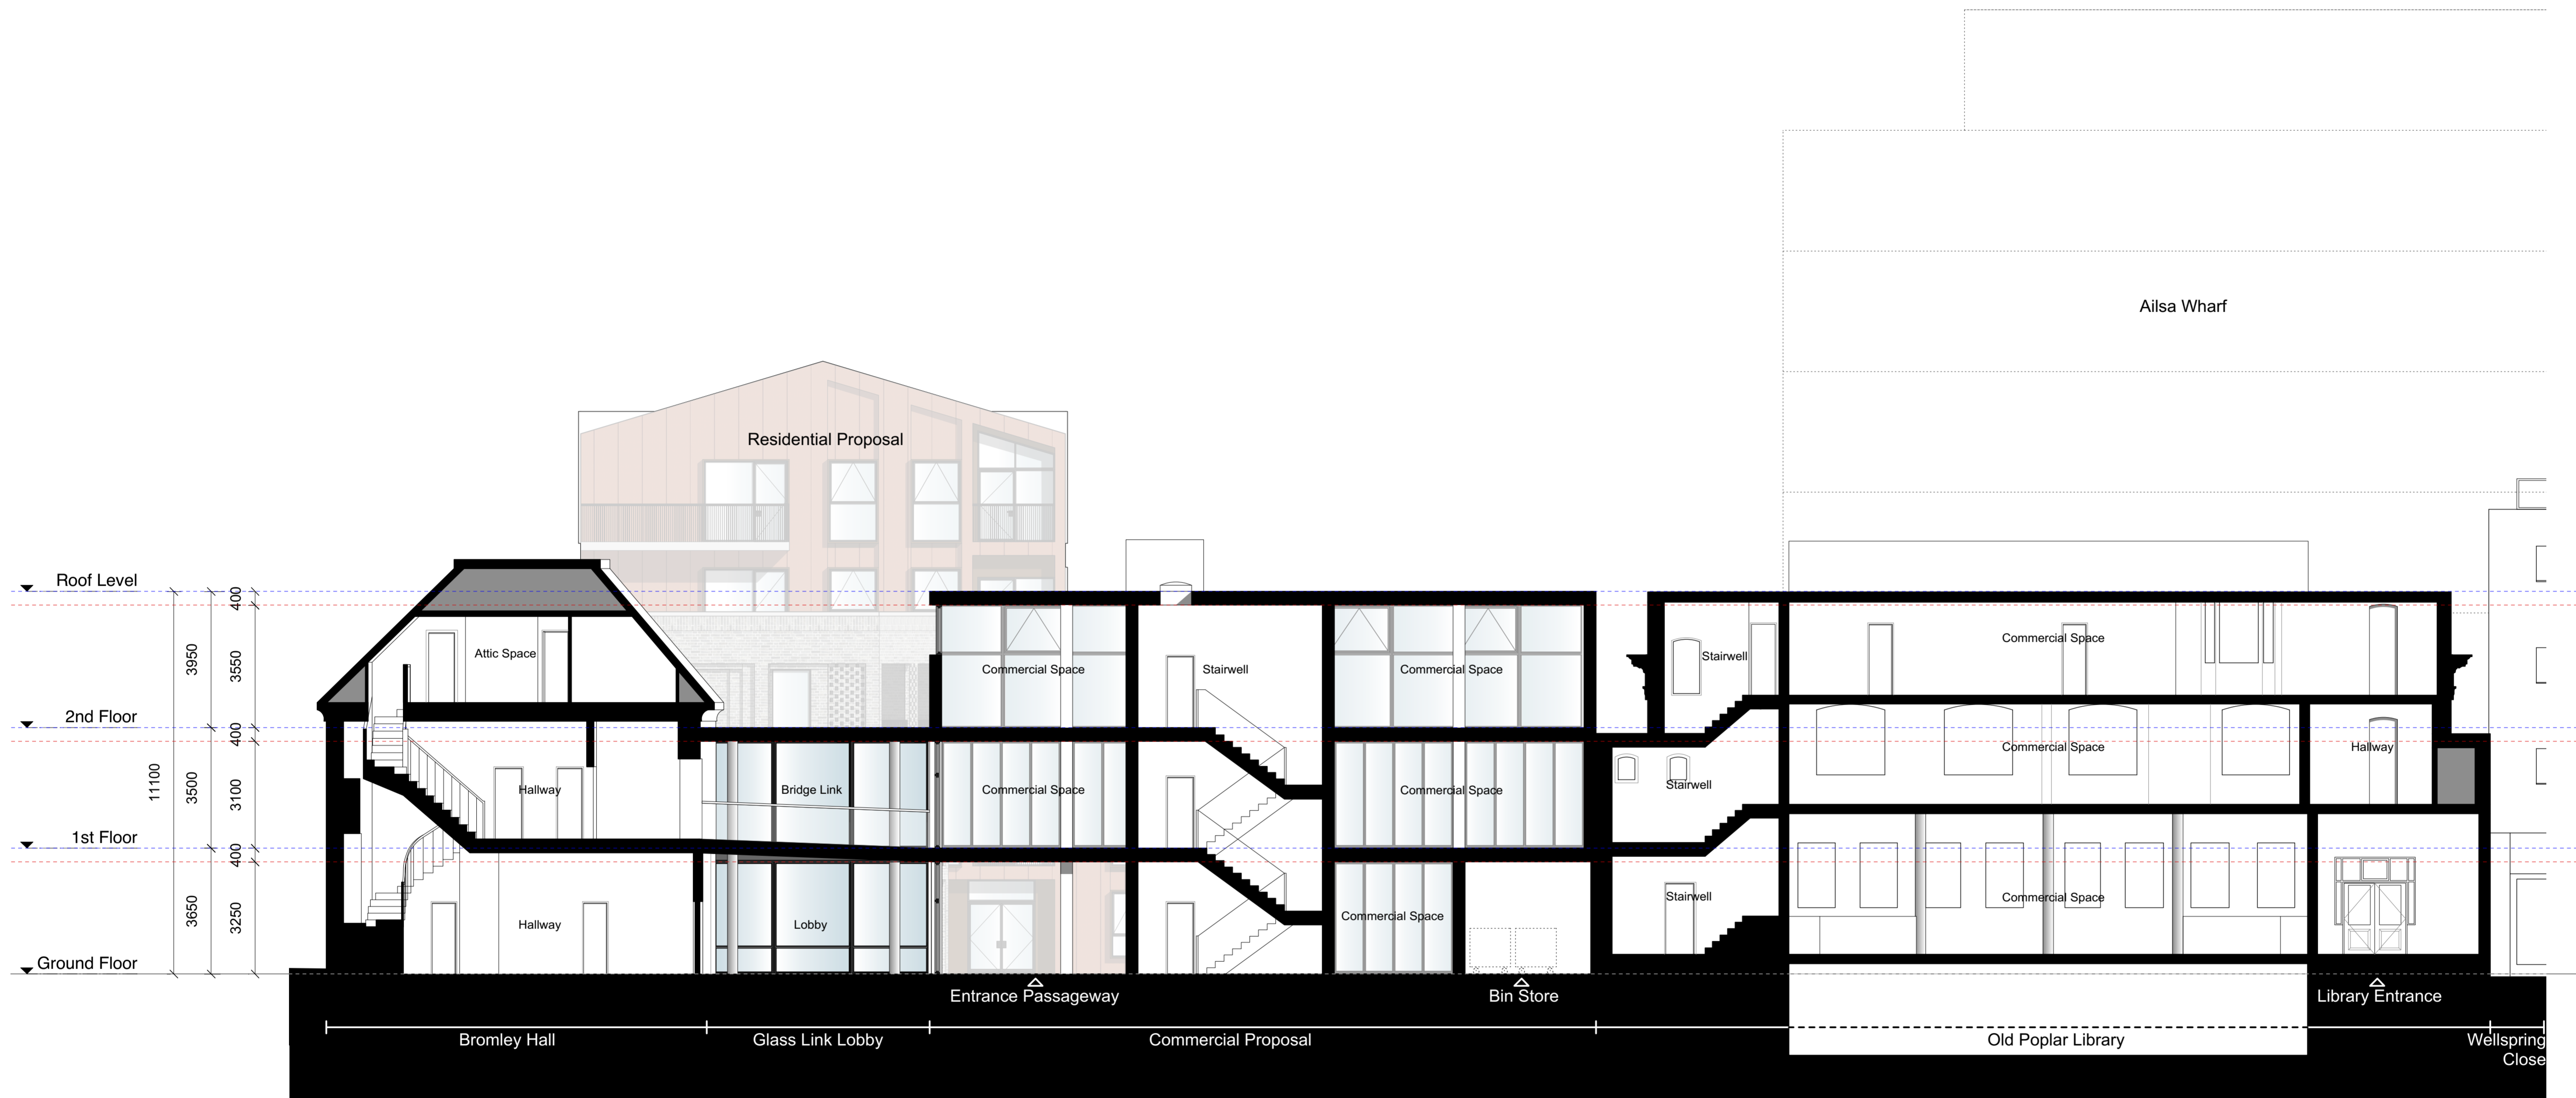 Ailsa Wharf
Residential Proposal
Roof Level
400
3950
3550
Attic Space
Commercial Space
Stairwell
Commercial Space
Stairwell
Commercial Space
2nd Floor
400
11100
3500
3100
Hallway
Bridge Link
Commercial Space
Commercial Space
Stairwell
Commercial Space
Hallway
1st Floor
400
3650
3250
Hallway
Lobby
Commercial Space
Stairwell
Commercial Space
Ground Floor
Entrance Passageway
Bin Store
Library Entrance
Bromley Hall
Glass Link Lobby
Commercial Proposal
Old Poplar Library
Wellspring
Close